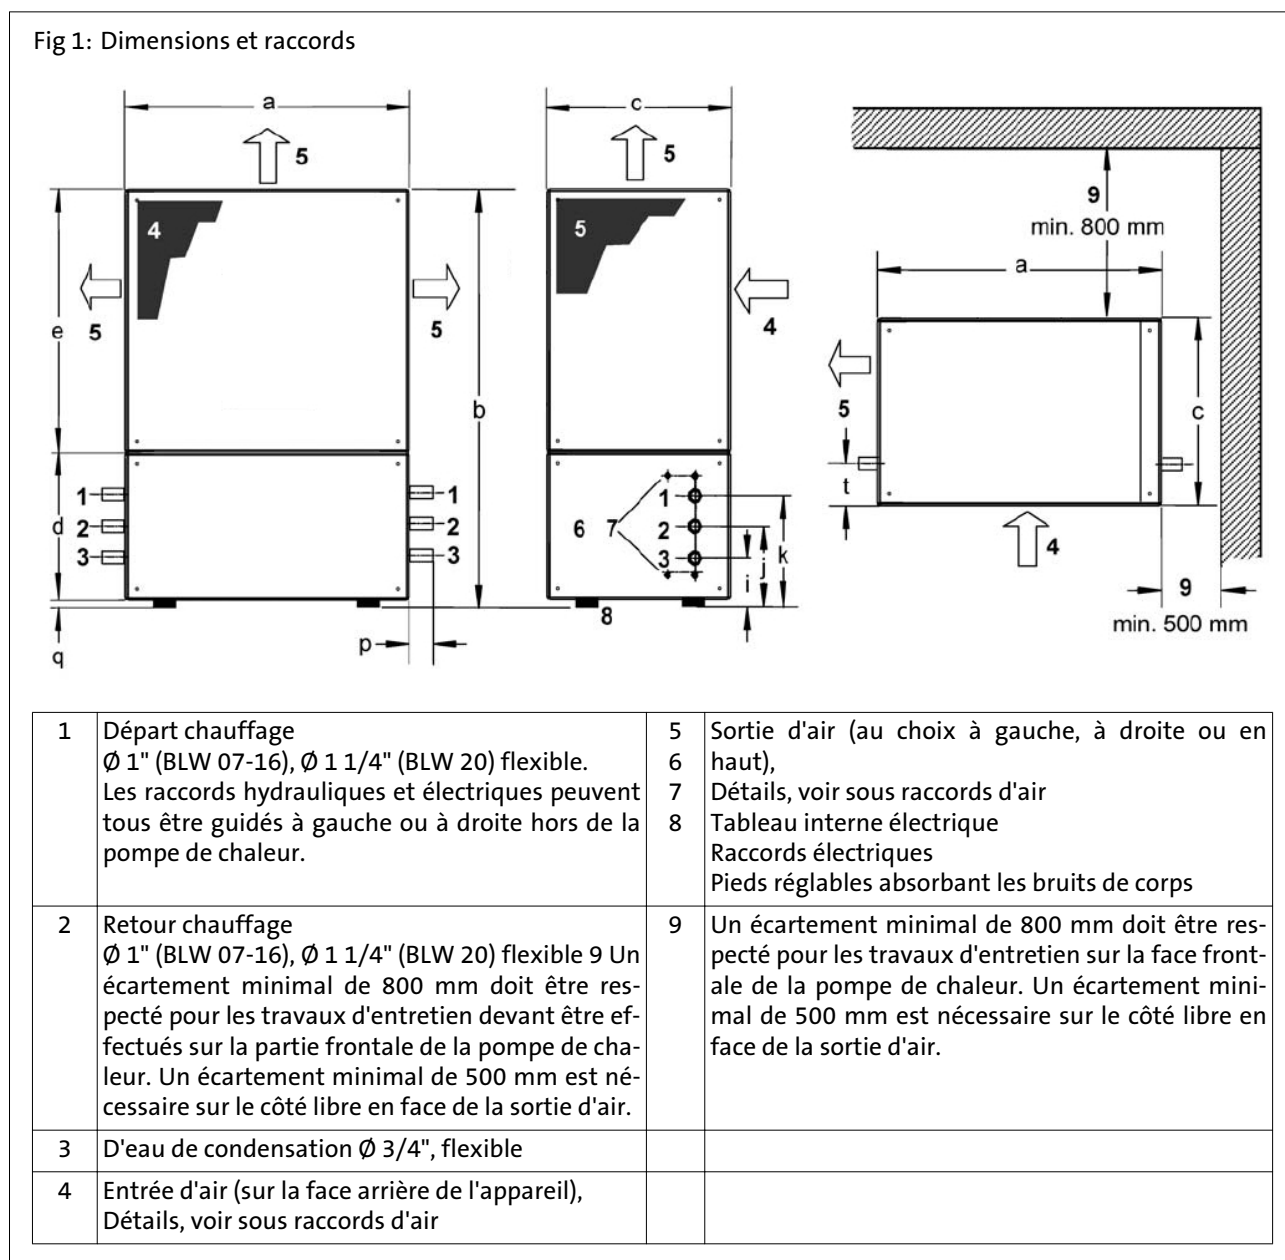 Fig 1: Dimensions et raccords
a
5
4
5
5
e
b
d
1
2
3
1
2
3
q
p
c
5
5
4
6
7
1
2
3
i
j
k
8
9
min. 800 mm
a
5
c
t
4
9
min. 500 mm
1
Départ chauffage
Ø 1" (BLW 07-16), Ø 1 1/4" (BLW 20) flexible.
Les raccords hydrauliques et électriques peuvent
tous être guidés à gauche ou à droite hors de la
pompe de chaleur.
5
6
7
8
Sortie d'air (au choix à gauche, à droite ou en
haut),
Détails, voir sous raccords d'air
Tableau interne électrique
Raccords électriques
Pieds réglables absorbant les bruits de corps
2
Retour chauffage
Ø 1" (BLW 07-16), Ø 1 1/4" (BLW 20) flexible 9 Un
écartement minimal de 800 mm doit être res-
pecté pour les travaux d'entretien devant être ef-
fectués sur la partie frontale de la pompe de cha-
leur. Un écartement minimal de 500 mm est né-
cessaire sur le côté libre en face de la sortie d'air.
9
Un écartement minimal de 800 mm doit être res-
pecté pour les travaux d'entretien sur la face front-
ale de la pompe de chaleur. Un écartement mini-
mal de 500 mm est nécessaire sur le côté libre en
face de la sortie d'air.
3
D'eau de condensation Ø 3/4", flexible
4
Entrée d'air (sur la face arrière de l'appareil),
Détails, voir sous raccords d'air